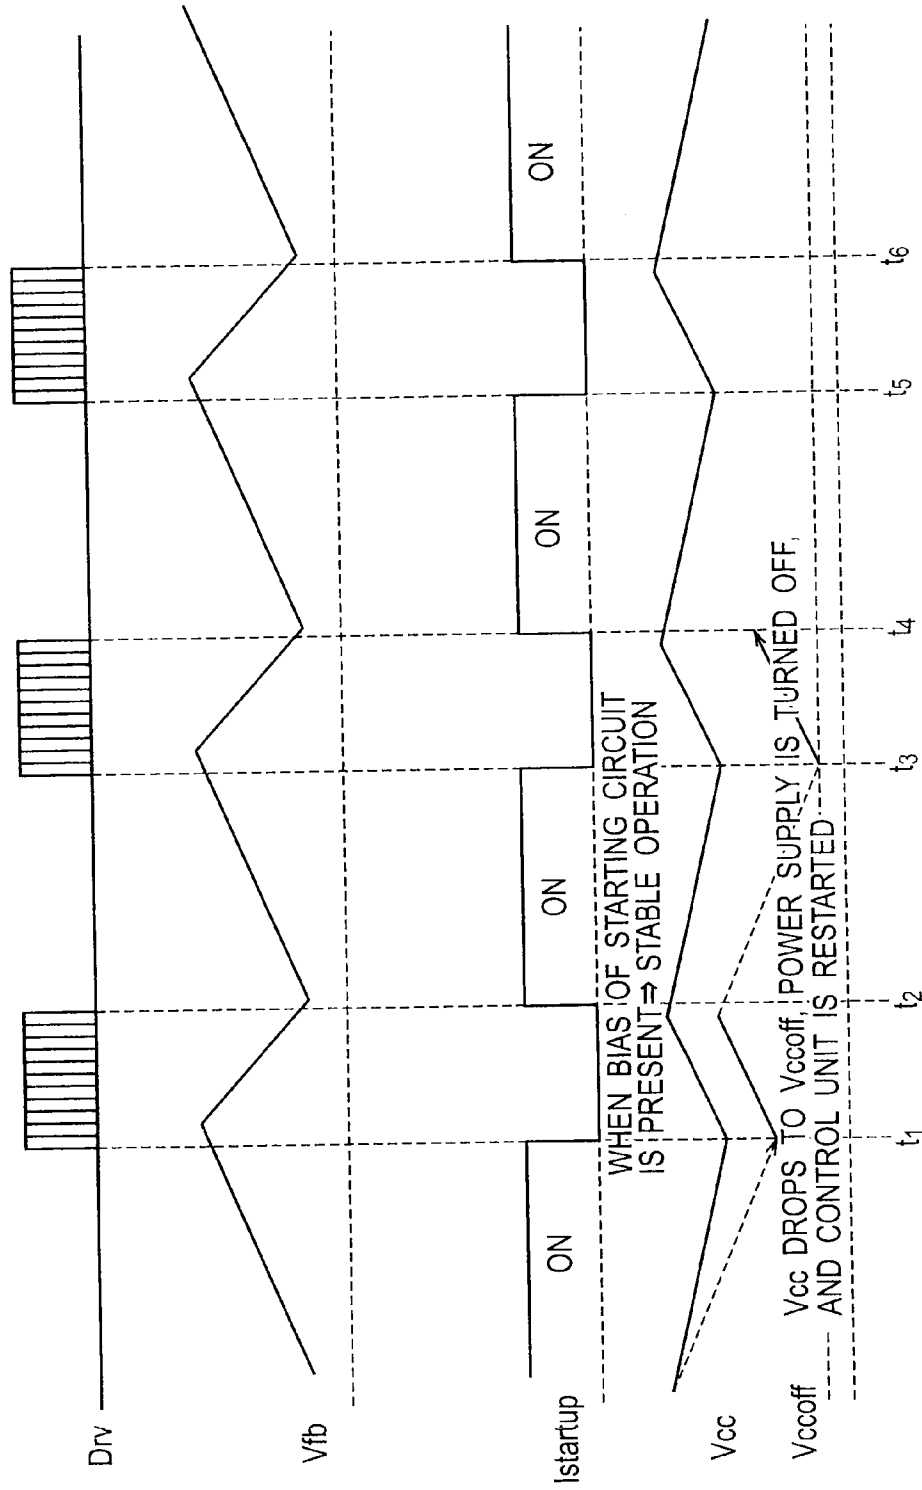 Drv
Vfb
Istartup
ON
ON
ON
ON
WHEN BIAS OF STARTING CIRCUIT
IS PRESENT⇒STABLE OPERATION
Vcc
Vccoff
Vcc DROPS TO Vccoff, POWER SUPPLY IS TURNED OFF,
AND CONTROL UNIT IS RESTARTED
t1
t2
t3
t4
t5
t6